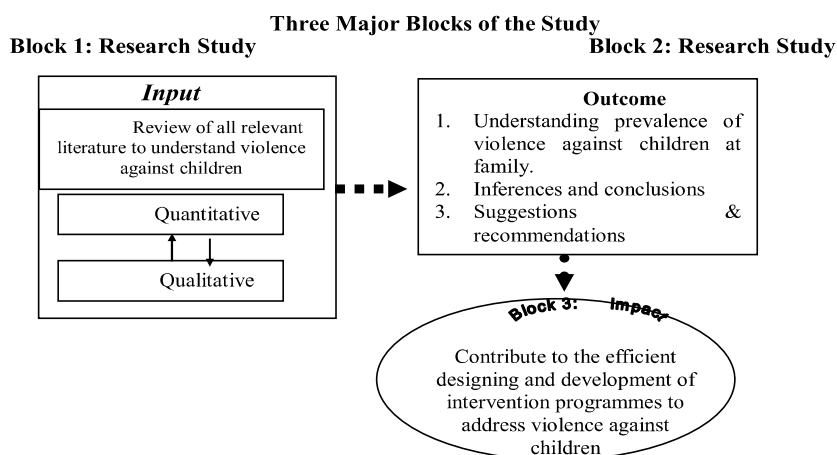 Three Major Blocks of the Study
Block 1: Research Study
Block 2: Research Study
Input
Review of all relevant
literature to understand violence
against children
Quantitative
Qualitative
Outcome
1. Understanding prevalence of
violence against children at
family.
2. Inferences and conclusions
3. Suggestions &
recommendations
Block 3:
Contribute to the efficient
designing and development of
intervention programmes to
address violence against
children